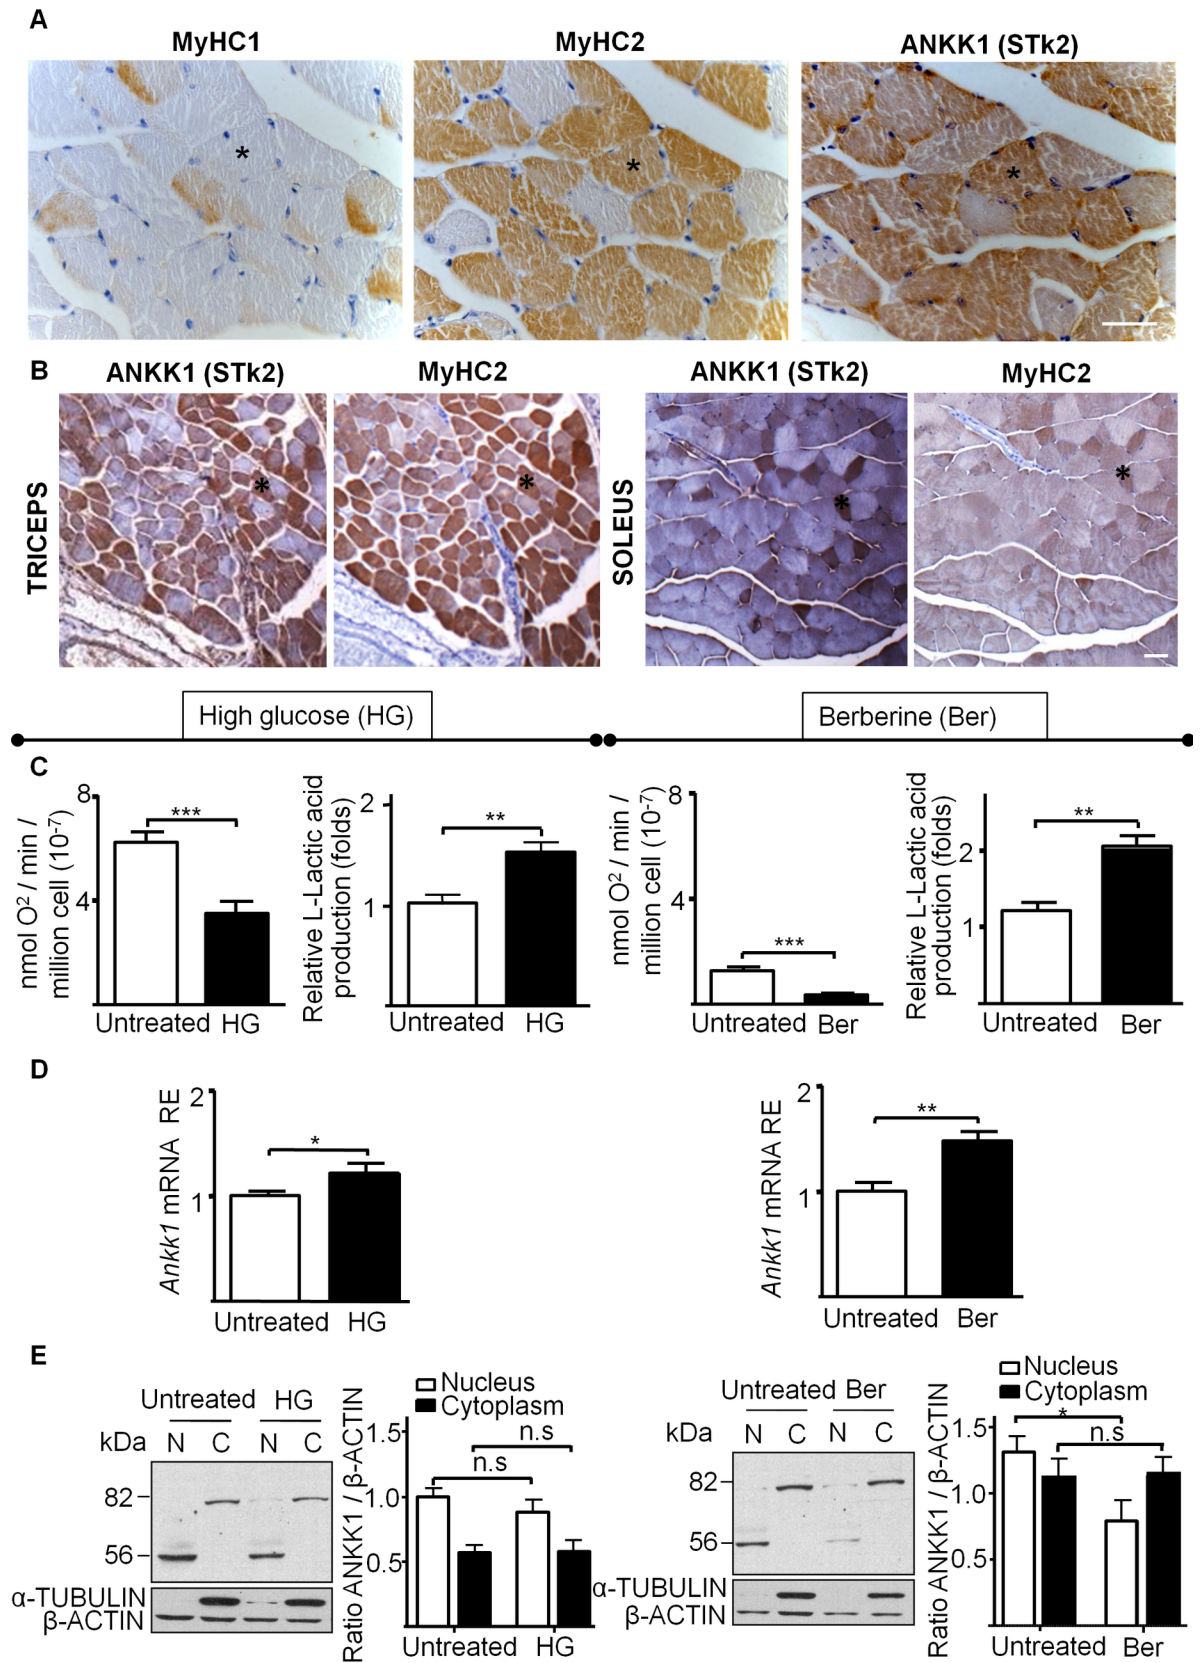 A
MyHC1
MyHC2
ANKK1 (STk2)
*
*
*
B
ANKK1 (STk2)
MyHC2
ANKK1 (STk2)
MyHC2
TRICEPS
*
*
SOLEUS
*
*
High glucose (HG)
Berberine (Ber)
C
nmol O² / min /
million cell (10⁻⁷)
8
4
***
Untreated HG
Relative L-Lactic acid
production (folds)
2
1
**
Untreated HG
nmol O² / min /
million cell (10⁻⁷)
8
4
***
Untreated Ber
Relative L-Lactic acid
production (folds)
2
1
**
Untreated Ber
D
Ankk1 mRNA RE
2
1
*
Untreated HG
Ankk1 mRNA RE
2
1
**
Untreated Ber
E
Untreated HG
kDa N C N C
82
56
α-TUBULIN
β-ACTIN
Nucleus
Cytoplasm
Ratio ANKK1 / β-ACTIN
1.5
1.0
0.5
n.s
n.s
Untreated HG
Untreated Ber
kDa N C N C
82
56
α-TUBULIN
β-ACTIN
Nucleus
Cytoplasm
Ratio ANKK1 / β-ACTIN
1.5
1.0
0.5
*
n.s
Untreated Ber